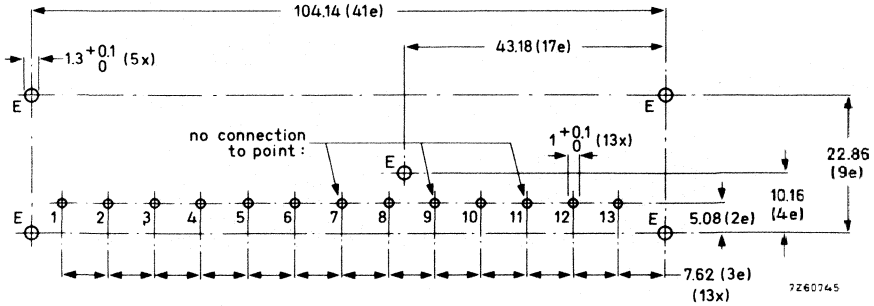 104.14 (41e)
43.18 (17e)
1.3 +0.1 0 (5x)
E
E
no connection
to point :
1 +0.1 0 (13x)
E
22.86
(9e)
10.16
(4e)
E
1 2 3 4 5 6 7 8 9 10 11 12 13
E
5.08 (2e)
7.62 (3e)
(13x)
7Z60745